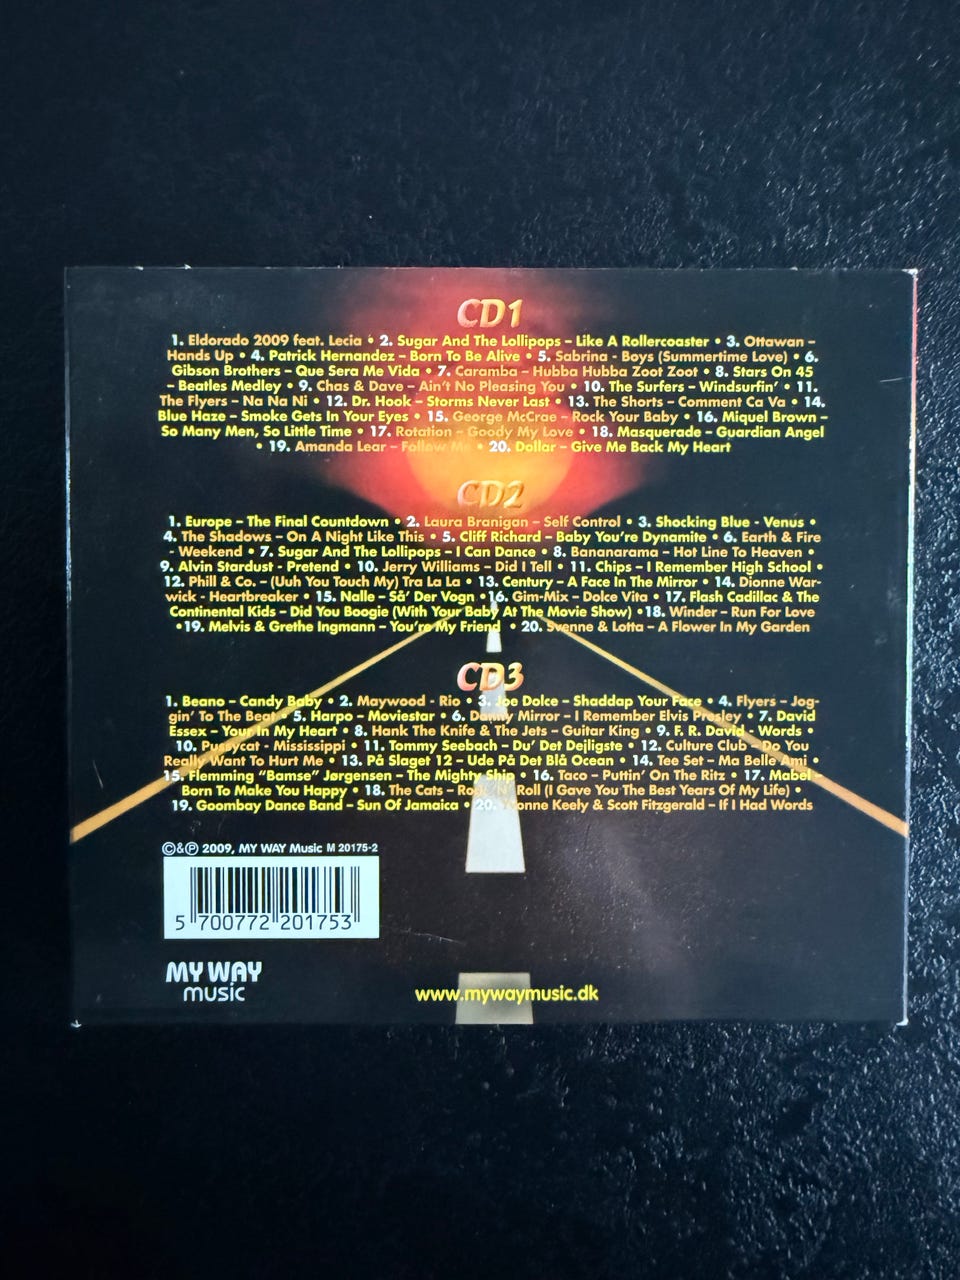 CD1
1. Eldorado 2009 feat. Lecia • 2. Sugar And The Lollipops – Like A Rollercoaster • 3. Ottawan –
Hands Up • 4. Patrick Hernandez – Born To Be Alive • 5. Sabrina - Boys (Summertime Love) • 6.
Gibson Brothers – Que Sera Me Vida • 7. Caramba – Hubba Hubba Zoot Zoot • 8. Stars On 45
– Beatles Medley • 9. Chas & Dave – Ain't No Pleasing You • 10. The Surfers – Windsurfin' • 11.
The Flyers – Na Na Ni • 12. Dr. Hook – Storms Never Last • 13. The Shorts – Comment Ca Va • 14.
Blue Haze – Smoke Gets In Your Eyes • 15. George McCrae – Rock Your Baby • 16. Miquel Brown –
So Many Men, So Little Time • 17. Rotation – Goody My Love • 18. Masquerade – Guardian Angel
• 19. Amanda Lear – Follow Me • 20. Dollar – Give Me Back My Heart
CD2
1. Europe – The Final Countdown • 2. Laura Branigan – Self Control • 3. Shocking Blue - Venus •
4. The Shadows – On A Night Like This • 5. Cliff Richard – Baby You're Dynamite • 6. Earth & Fire
- Weekend • 7. Sugar And The Lollipops – I Can Dance • 8. Bananarama – Hot Line To Heaven •
9. Alvin Stardust - Pretend • 10. Jerry Williams – Did I Tell • 11. Chips – I Remember High School •
12. Phill & Co. – (Uuh You Touch My) Tra La La • 13. Century – A Face In The Mirror • 14. Dionne War-
wick - Heartbreaker • 15. Nalle – Så' Der Vogn • 16. Gim-Mix – Dolce Vita • 17. Flash Cadillac & The
Continental Kids – Did You Boogie (With Your Baby At The Movie Show) •18. Winder – Run For Love
•19. Melvis & Grethe Ingmann – You're My Friend • 20. Svenne & Lotta – A Flower In My Garden
CD3
1. Beano – Candy Baby • 2. Maywood - Rio • 3. Joe Dolce – Shaddap Your Face • 4. Flyers – Jog-
gin' To The Beat • 5. Harpo – Moviestar • 6. Danny Mirror – I Remember Elvis Presley • 7. David
Essex – Your In My Heart • 8. Hank The Knife & The Jets – Guitar King • 9. F. R. David - Words •
10. Pussycat - Mississippi • 11. Tommy Seebach – Du' Det Dejligste • 12. Culture Club – Do You
Really Want To Hurt Me • 13. På Slaget 12 – Ude På Det Blå Ocean • 14. Tee Set – Ma Belle Ami •
15. Flemming "Bamse" Jørgensen – The Mighty Ship • 16. Taco – Puttin' On The Ritz • 17. Mabel –
Born To Make You Happy • 18. The Cats – Rock 'N' Roll (I Gave You The Best Years Of My Life) •
19. Goombay Dance Band – Sun Of Jamaica • 20. Yvonne Keely & Scott Fitzgerald – If I Had Words
©&℗ 2009, MY WAY Music M 20175-2
5 700772 201753
MY WAY
music
www.mywaymusic.dk